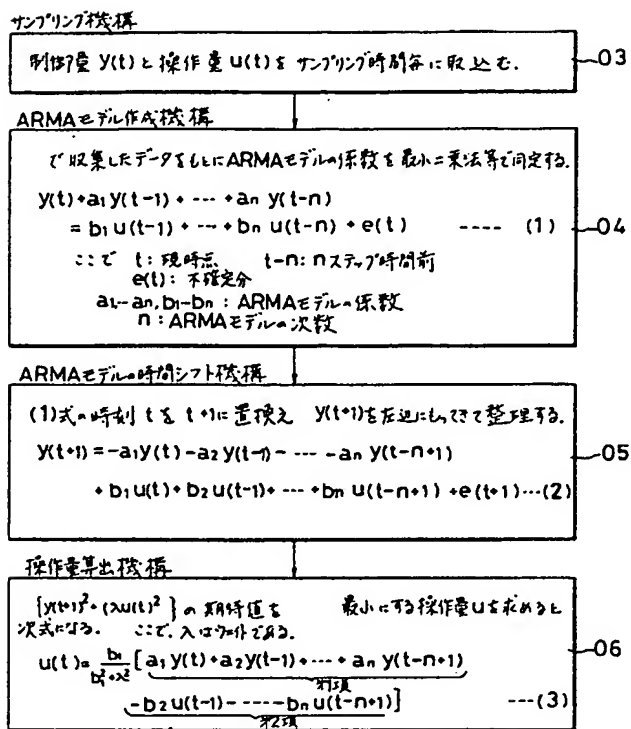 サンプリング機構
制御量 y(t)と操作量 u(t)をサンプリング時間毎に取込む.
03
ARMAモデル作成機構
で収集したデータをもとにARMAモデルの係数を最小二乗法等で同定する.
y(t)+a₁y(t-1)+----+aₙ y(t-n)
= b₁u(t-1)+---+bₙ u(t-n)+e(t) ---- (1)
04
ここで t:現時点 t-n:nステップ時間前
e(t):不確定分
a₁-aₙ,b₁-bₙ:ARMAモデルの係数
n:ARMAモデルの次数
ARMAモデルの時間シフト機構
(1)式の時刻 t を t+1に置換え y(t+1)を左辺にもってきて整理する.
y(t+1)=-a₁y(t)-a₂y(t-1)-----aₙ y(t-n+1)
05
+b₁u(t)+b₂u(t-1)+----+bₙ u(t-n+1)+e(t+1)---(2)
操作量算出機構
{y(t+1)²+(λu(t)²} の期待値を 最小にする操作量uを求めると
次式になる. ここで,λはウェイトである.
06
u(t)= b₁/(b₁²+λ²) [a₁y(t)+a₂y(t-1)+----+aₙ y(t-n+1)
第1項
-b₂u(t-1)------bₙ u(t-n+1)] ---(3)
第2項